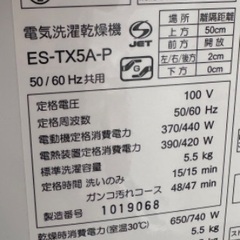 電気洗濯乾燥機
ES-TX5A-P
50/60Hz共用
S JET
場所 離隔距離
上方 50cm
前方 開放
左/右/後方 2cm
下方 0cm
定格電圧 100 V
定格周波数 50/60 Hz
電動機定格消費電力 370/440 W
電熱装置定格消費電力 390/420 W
標準洗濯容量 5.5 kg
定格時間 洗いのみ 15/15 min
ガンコ汚れコース 48/47 min
製造番号 1019068
乾燥時消費電力(室温30℃) 650/740 W
5.5 k